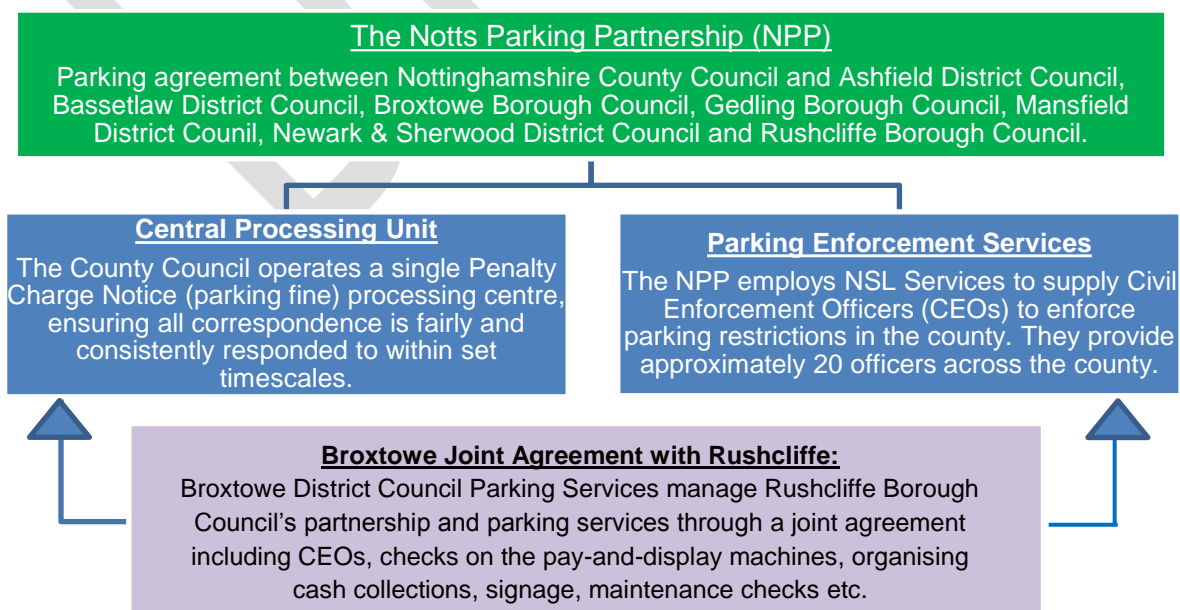 The Notts Parking Partnership (NPP)
Parking agreement between Nottinghamshire County Council and Ashfield District Council,
Bassetlaw District Council, Broxtowe Borough Council, Gedling Borough Council, Mansfield
District Counil, Newark & Sherwood District Council and Rushcliffe Borough Council.
Central Processing Unit
The County Council operates a single Penalty
Charge Notice (parking fine) processing centre,
ensuring all correspondence is fairly and
consistently responded to within set
timescales.
Parking Enforcement Services
The NPP employs NSL Services to supply Civil
Enforcement Officers (CEOs) to enforce
parking restrictions in the county. They provide
approximately 20 officers across the county.
Broxtowe Joint Agreement with Rushcliffe:
Broxtowe District Council Parking Services manage Rushcliffe Borough
Council’s partnership and parking services through a joint agreement
including CEOs, checks on the pay-and-display machines, organising
cash collections, signage, maintenance checks etc.